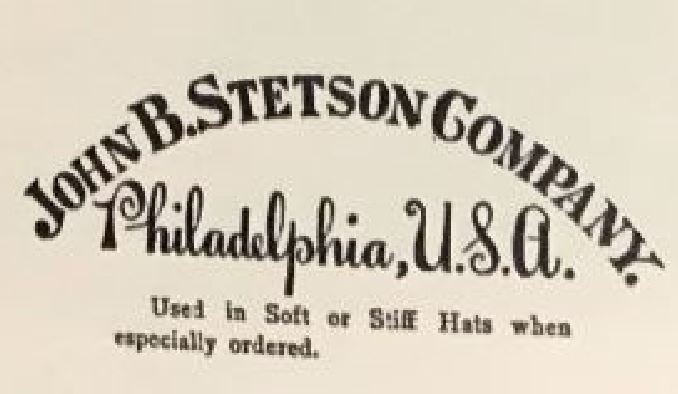 JOHN B. STETSON COMPANY.
Philadelphia, U.S.A.
Used in Soft or Stiff Hats when
especially ordered.